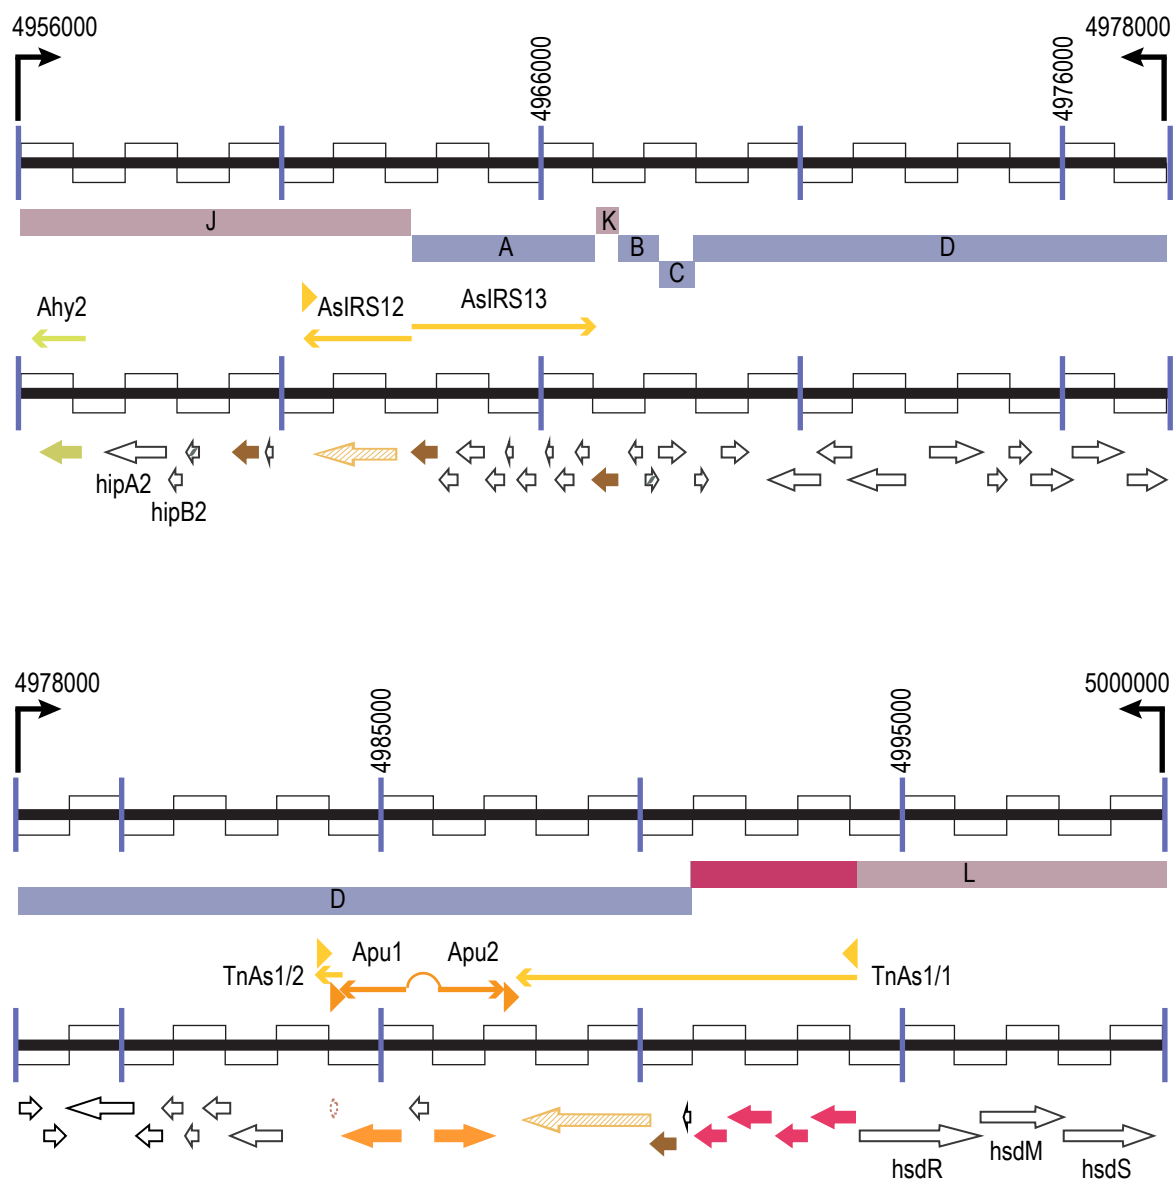 4956000
4978000
4966000
4976000
J
K
A
B
D
C
Ahy2
AsIRS12
AsIRS13
hipA2
hipB2
4978000
5000000
4985000
4995000
L
D
Apu1
Apu2
TnAs1/2
TnAs1/1
hsdR
hsdM
hsdS